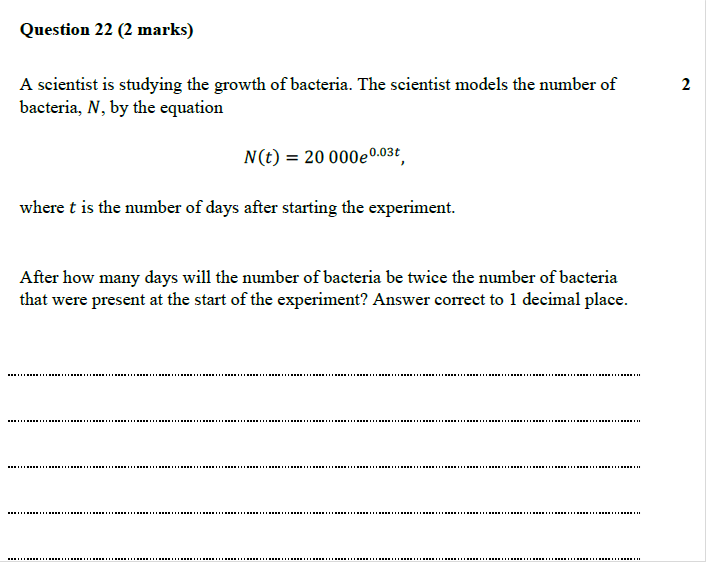 Question 22 (2 marks)
A scientist is studying the growth of bacteria. The scientist models the number of 2
bacteria, N, by the equation
N(t) = 20 000e^{0.03t},
where t is the number of days after starting the experiment.
After how many days will the number of bacteria be twice the number of bacteria
that were present at the start of the experiment? Answer correct to 1 decimal place.